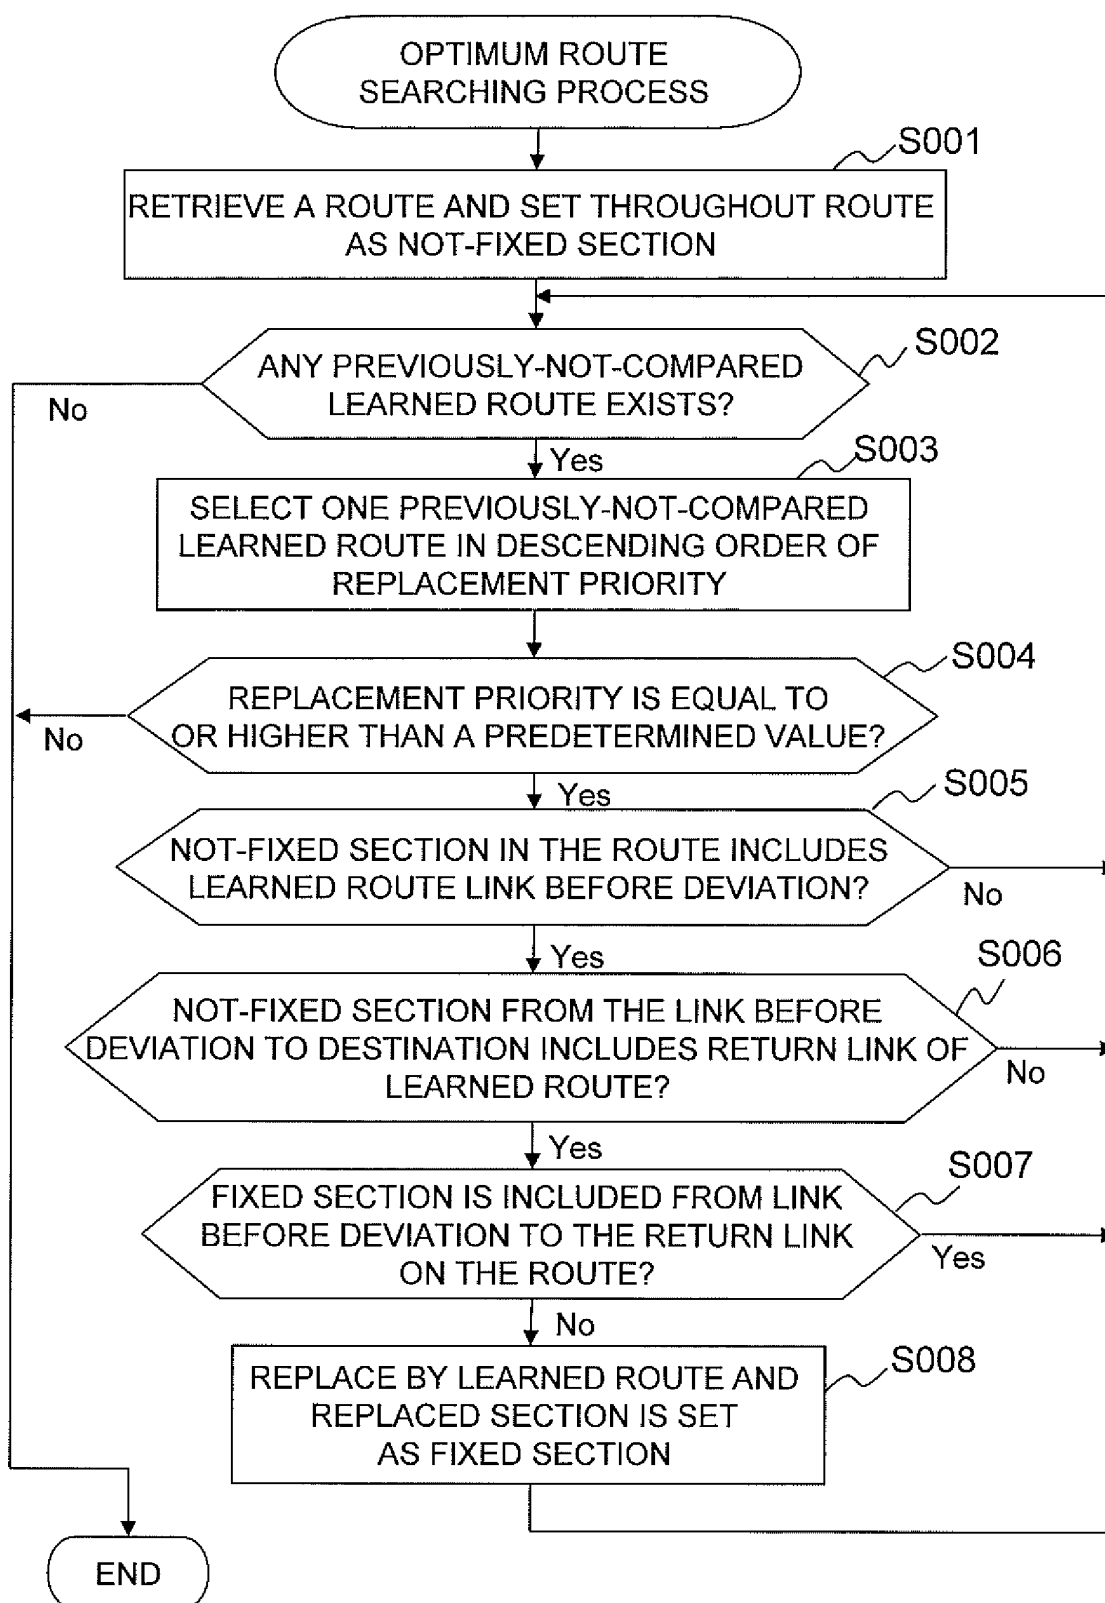 OPTIMUM ROUTE
SEARCHING PROCESS
S001
RETRIEVE A ROUTE AND SET THROUGHOUT ROUTE
AS NOT-FIXED SECTION
S002
ANY PREVIOUSLY-NOT-COMPARED
LEARNED ROUTE EXISTS?
No
Yes
S003
SELECT ONE PREVIOUSLY-NOT-COMPARED
LEARNED ROUTE IN DESCENDING ORDER OF
REPLACEMENT PRIORITY
S004
REPLACEMENT PRIORITY IS EQUAL TO
OR HIGHER THAN A PREDETERMINED VALUE?
No
Yes
S005
NOT-FIXED SECTION IN THE ROUTE INCLUDES
LEARNED ROUTE LINK BEFORE DEVIATION?
No
Yes
S006
NOT-FIXED SECTION FROM THE LINK BEFORE
DEVIATION TO DESTINATION INCLUDES RETURN LINK OF
LEARNED ROUTE?
No
Yes
S007
FIXED SECTION IS INCLUDED FROM LINK
BEFORE DEVIATION TO THE RETURN LINK
ON THE ROUTE?
Yes
No
S008
REPLACE BY LEARNED ROUTE AND
REPLACED SECTION IS SET
AS FIXED SECTION
END